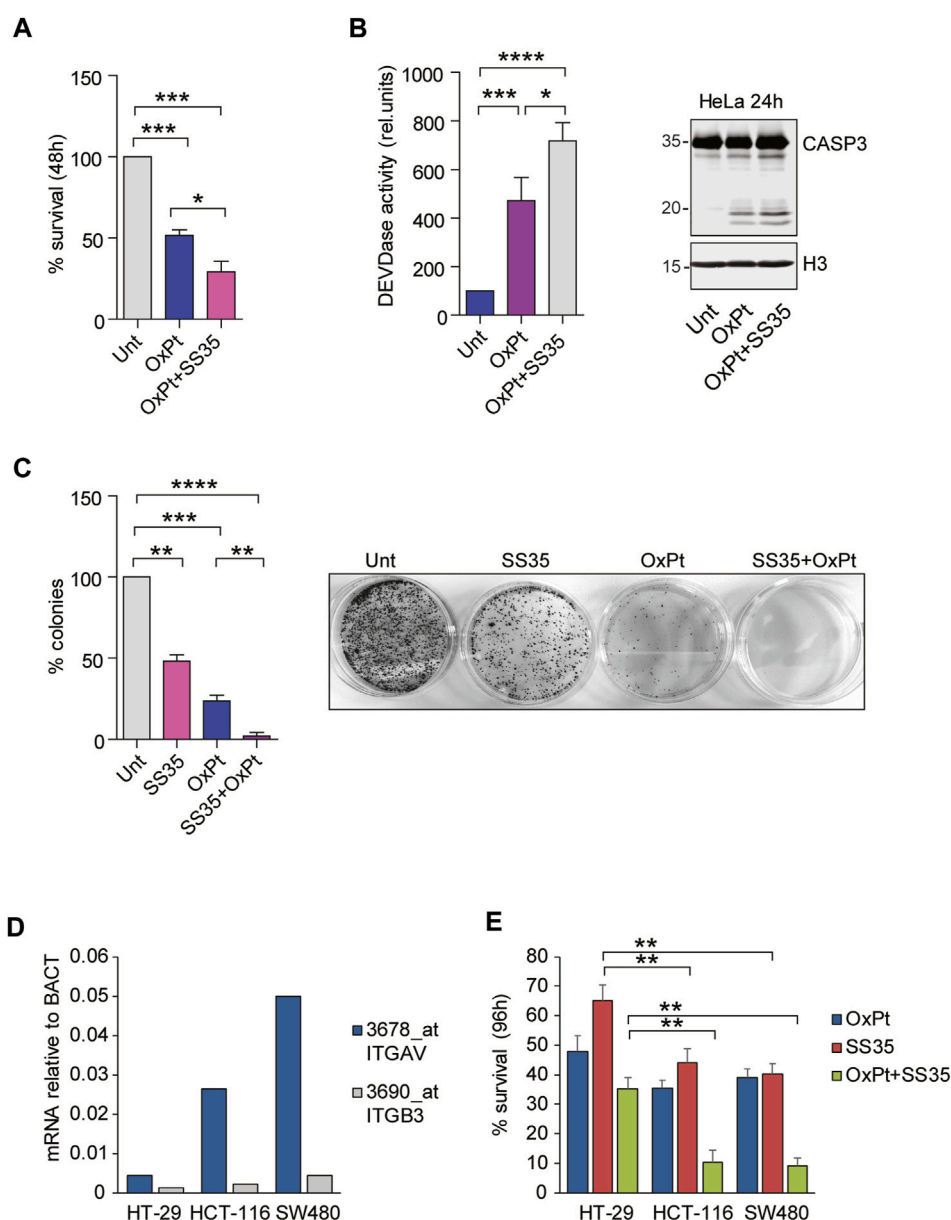 A
% survival (48h)
150
100
50
0
***
***
*
Unt
OxPt
OxPt+SS35
B
DEVDase activity (rel.units)
1000
800
600
400
200
0
****
***
*
Unt
OxPt
OxPt+SS35
HeLa 24h
35
20
15
CASP3
H3
Unt
OxPt
OxPt+SS35
C
% colonies
150
100
50
0
****
***
**
**
Unt
SS35
OxPt
SS35+OxPt
Unt
SS35
OxPt
SS35+OxPt
D
mRNA relative to BACT
0.06
0.05
0.04
0.03
0.02
0.01
0
HT-29
HCT-116
SW480
3678_at
ITGAV
3690_at
ITGB3
E
% survival (96h)
80
70
60
50
40
30
20
10
0
**
**
**
**
HT-29
HCT-116
SW480
OxPt
SS35
OxPt+SS35